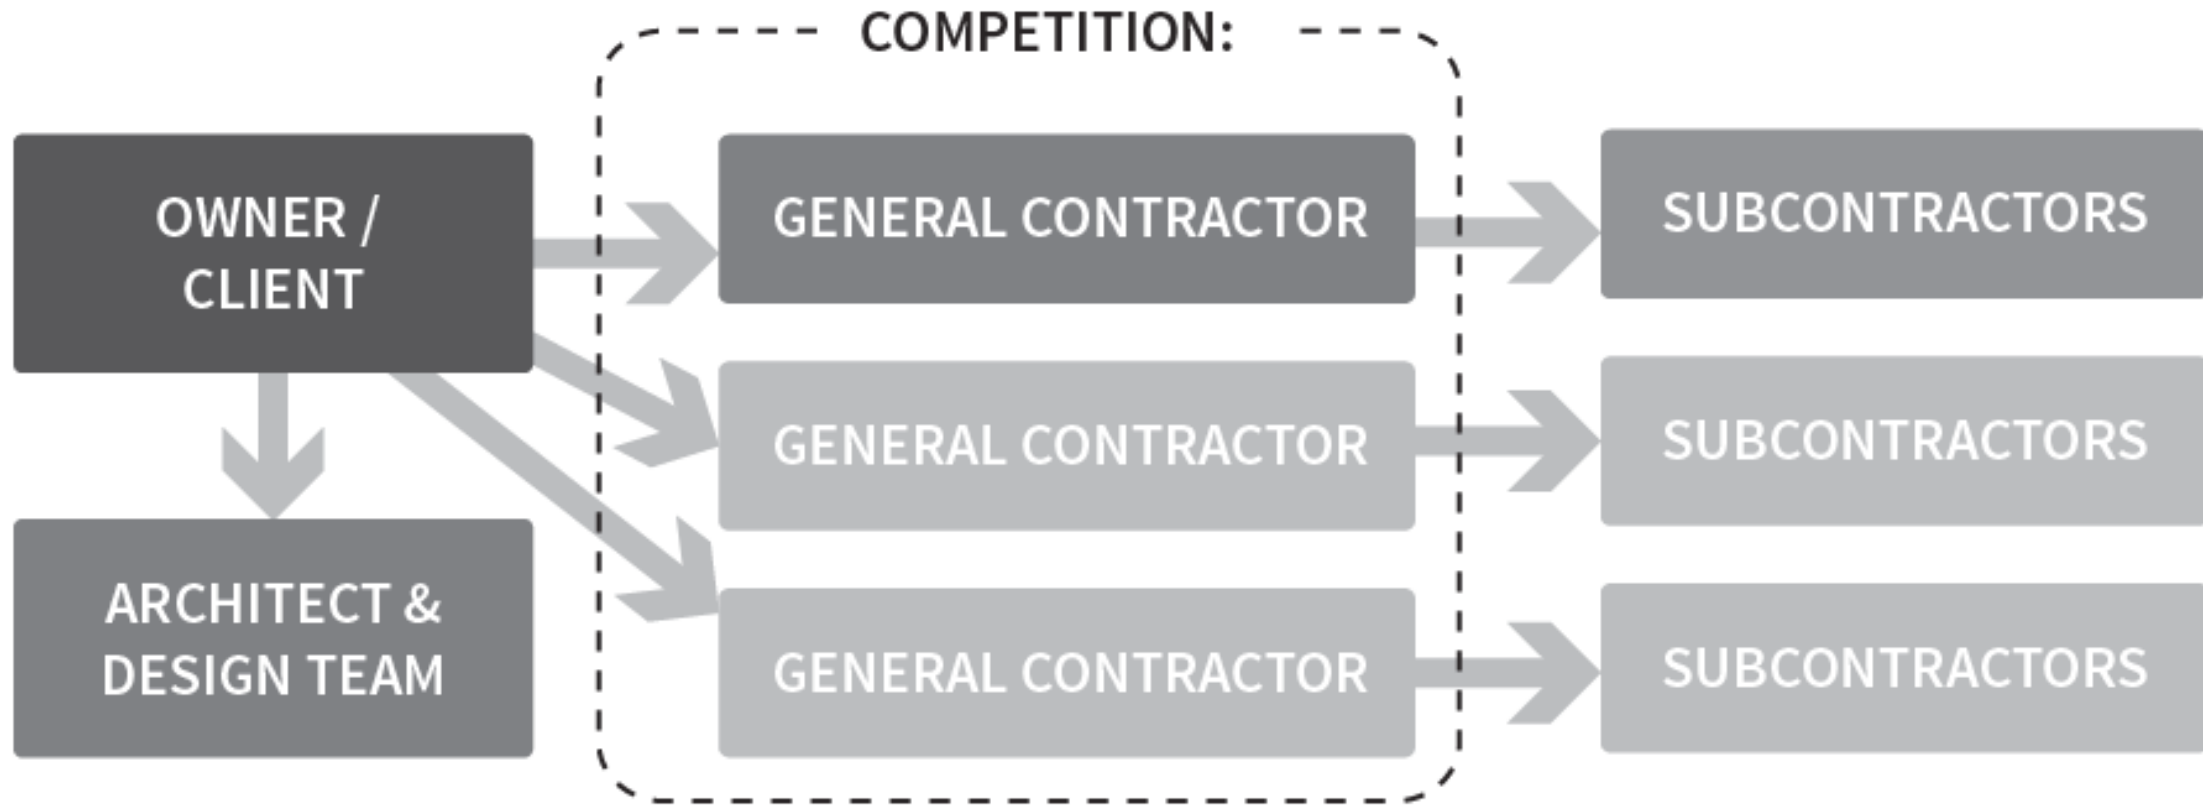 COMPETITION:
OWNER /
CLIENT
GENERAL CONTRACTOR
SUBCONTRACTORS
GENERAL CONTRACTOR
SUBCONTRACTORS
ARCHITECT &
DESIGN TEAM
GENERAL CONTRACTOR
SUBCONTRACTORS